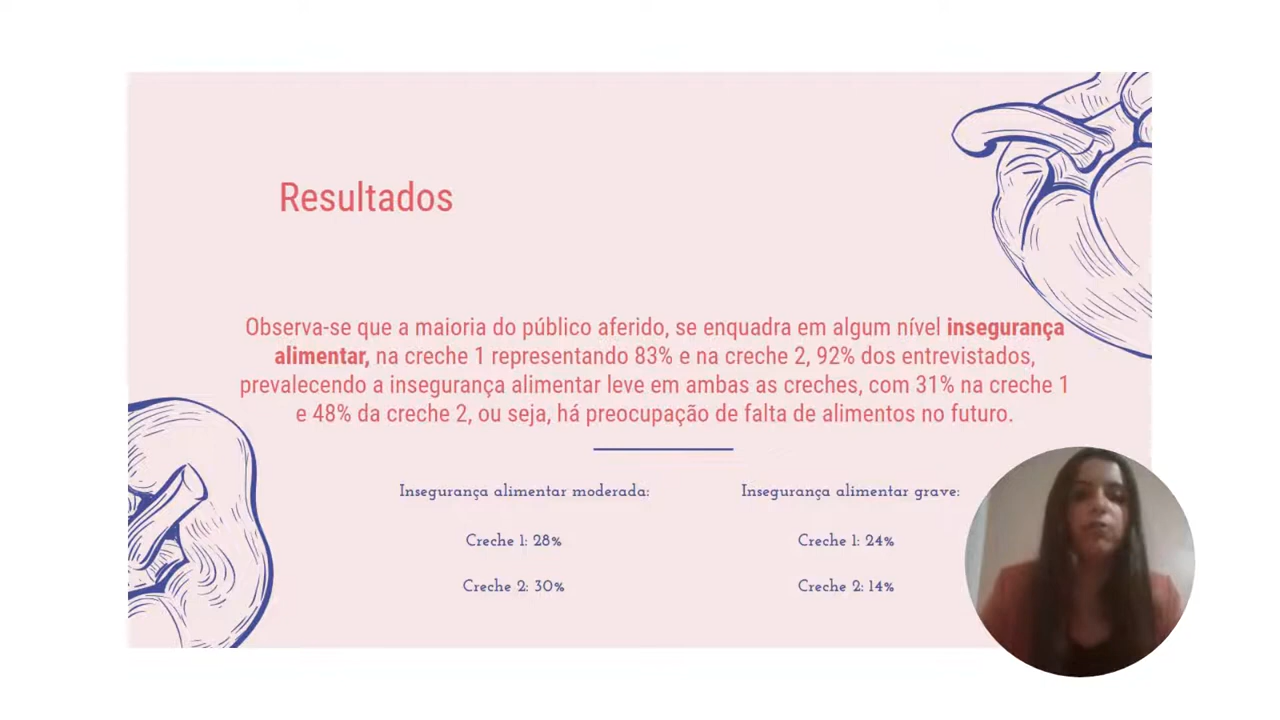 Resultados
Observa-se que a maioria do público aferido, se enquadra em algum nível insegurança
alimentar, na creche 1 representando 83% e na creche 2, 92% dos entrevistados,
prevalecendo a insegurança alimentar leve em ambas as creches, com 31% na creche 1
e 48% da creche 2, ou seja, há preocupação de falta de alimentos no futuro.
Insegurança alimentar moderada:
Creche 1: 28%
Creche 2: 30%
Insegurança alimentar grave:
Creche 1: 24%
Creche 2: 14%